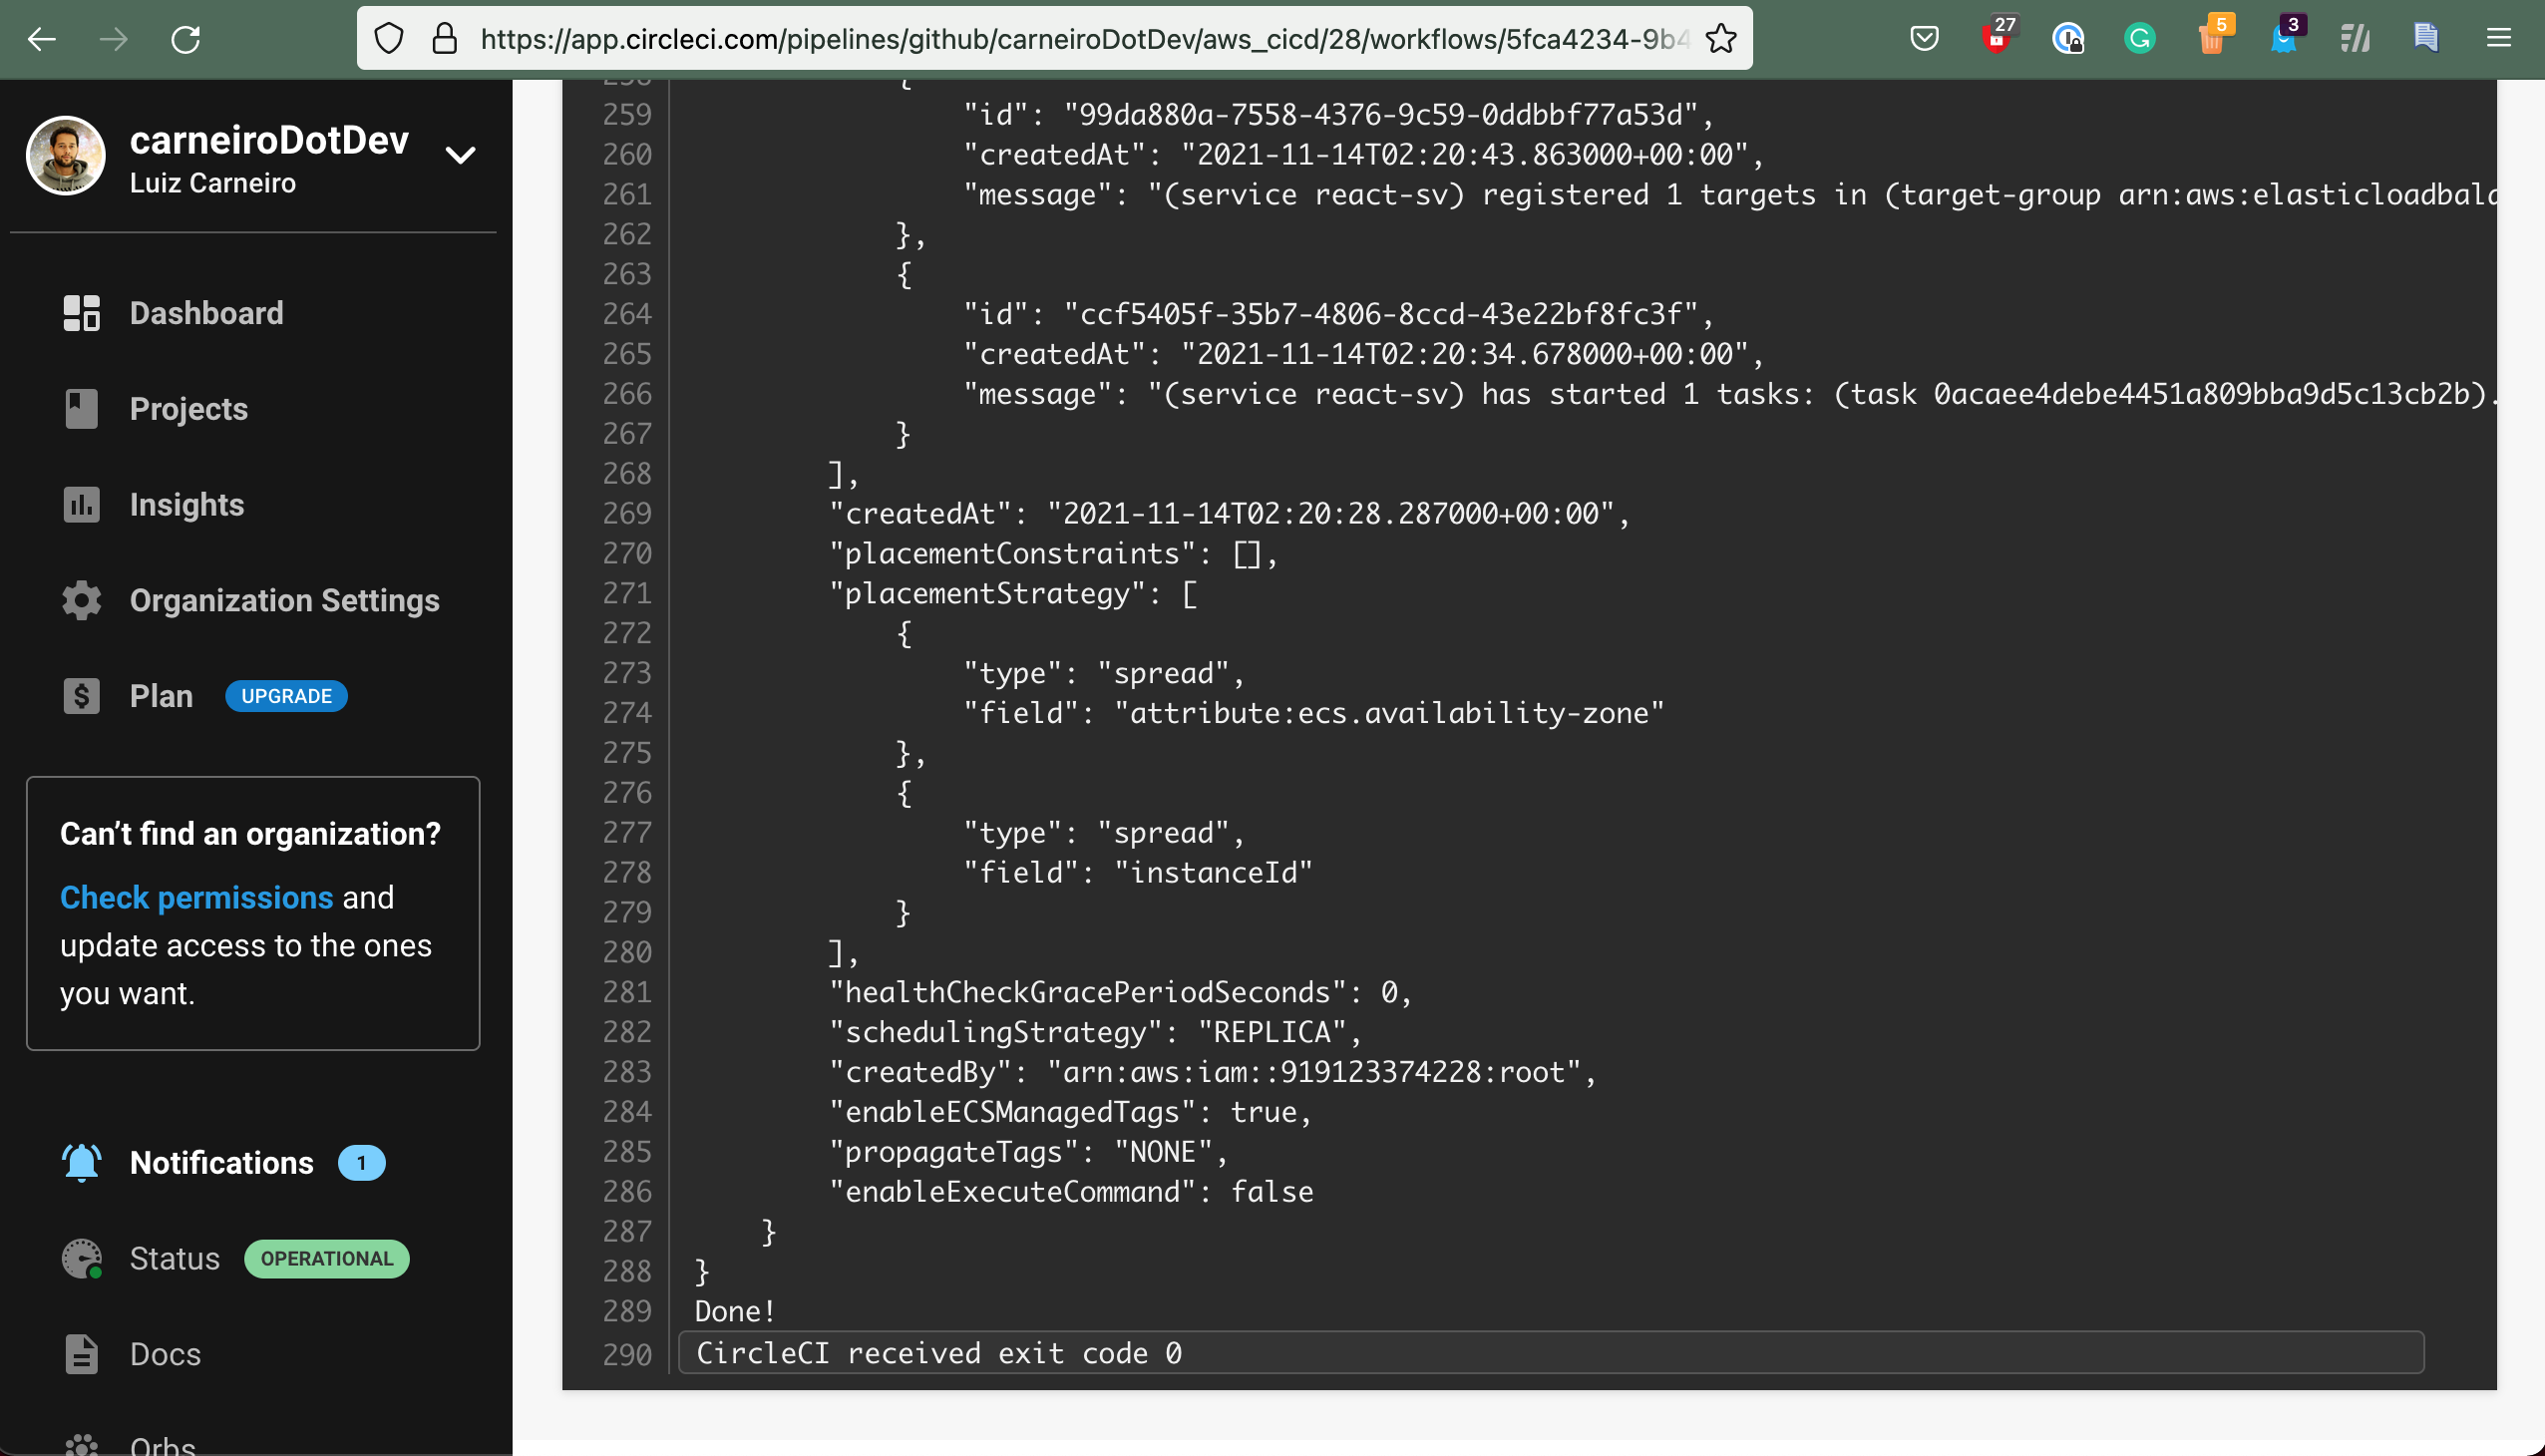 https://app.circleci.com/pipelines/github/carneiroDotDev/aws_cicd/28/workflows/5fca4234-9b4
27
5
3
carneiroDotDev
Luiz Carneiro
Dashboard
Projects
Insights
Organization Settings
Plan UPGRADE
Can’t find an organization?
Check permissions and
update access to the ones
you want.
Notifications 1
Status OPERATIONAL
Docs
Orbs
258 {
259 "id": "99da880a-7558-4376-9c59-0ddbbf77a53d",
260 "createdAt": "2021-11-14T02:20:43.863000+00:00",
261 "message": "(service react-sv) registered 1 targets in (target-group arn:aws:elasticloadbala
262 },
263 {
264 "id": "ccf5405f-35b7-4806-8ccd-43e22bf8fc3f",
265 "createdAt": "2021-11-14T02:20:34.678000+00:00",
266 "message": "(service react-sv) has started 1 tasks: (task 0acaee4debe4451a809bba9d5c13cb2b).
267 }
268 ],
269 "createdAt": "2021-11-14T02:20:28.287000+00:00",
270 "placementConstraints": [],
271 "placementStrategy": [
272 {
273 "type": "spread",
274 "field": "attribute:ecs.availability-zone"
275 },
276 {
277 "type": "spread",
278 "field": "instanceId"
279 }
280 ],
281 "healthCheckGracePeriodSeconds": 0,
282 "schedulingStrategy": "REPLICA",
283 "createdBy": "arn:aws:iam::919123374228:root",
284 "enableECSManagedTags": true,
285 "propagateTags": "NONE",
286 "enableExecuteCommand": false
287 }
288 }
289 Done!
290 CircleCI received exit code 0